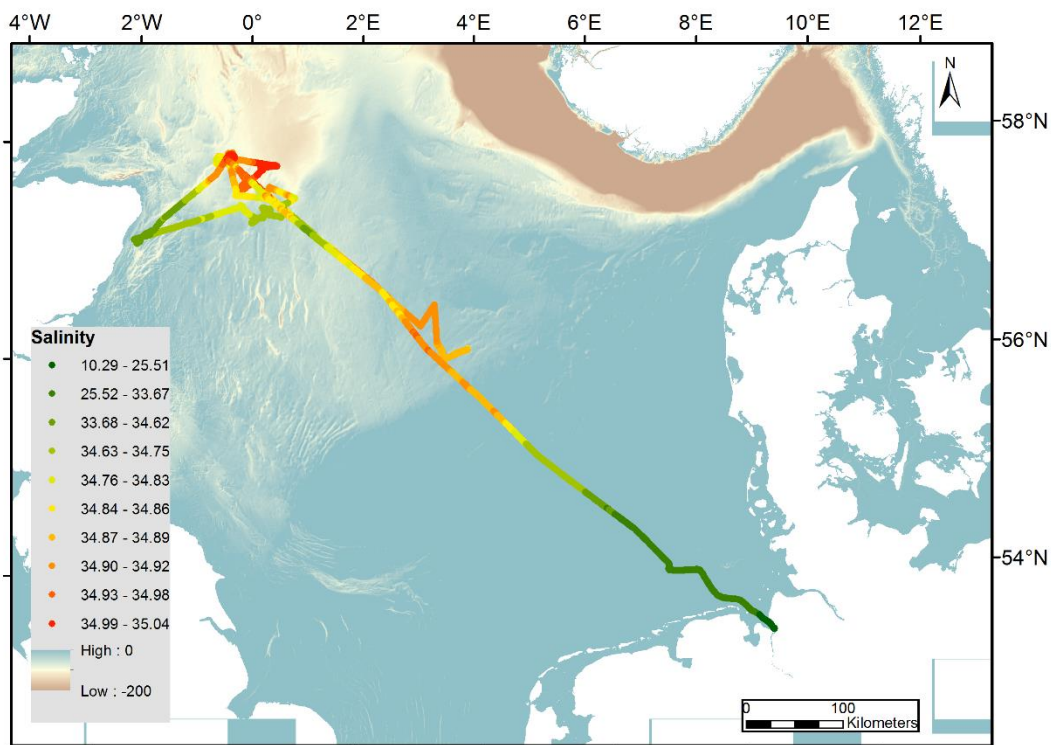 4°W 2°W 0° 2°E 4°E 6°E 8°E 10°E 12°E
N
58°N
56°N
54°N
Salinity
10.29 - 25.51
25.52 - 33.67
33.68 - 34.62
34.63 - 34.75
34.76 - 34.83
34.84 - 34.86
34.87 - 34.89
34.90 - 34.92
34.93 - 34.98
34.99 - 35.04
High : 0
Low : -200
0 100
Kilometers